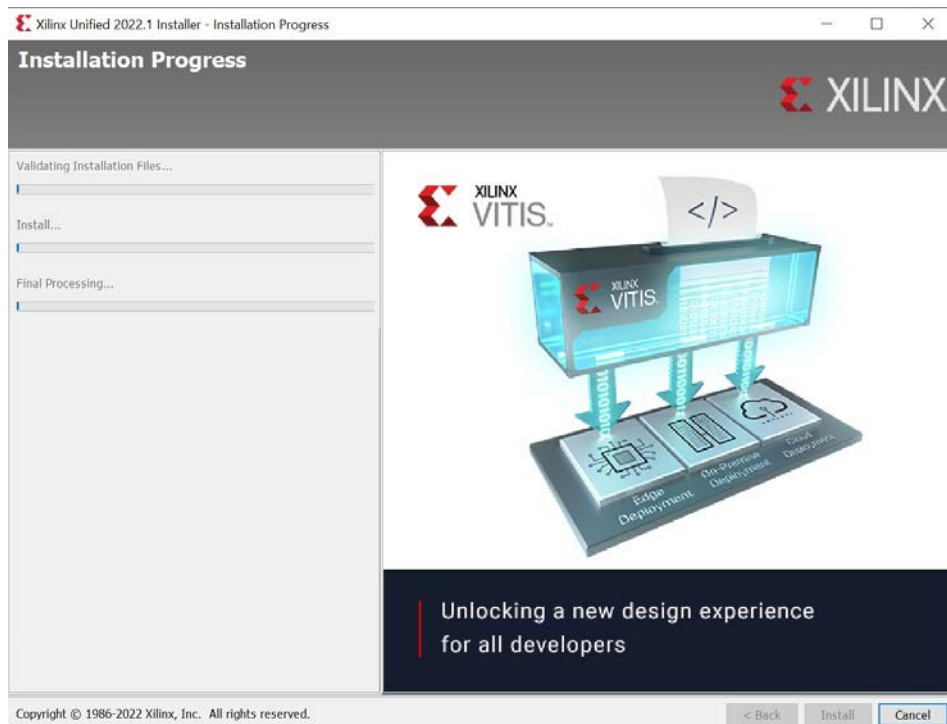 Xilinx Unified 2022.1 Installer - Installation Progress
Installation Progress
XILINX
Validating Installation Files...
Install...
Final Processing...
XILINX
VITIS™
</>
XILINX
VITIS
Edge
Deployment
On-Premise
Deployment
Cloud
Deployment
Unlocking a new design experience
for all developers
Copyright © 1986-2022 Xilinx, Inc. All rights reserved.
< Back
Install
Cancel